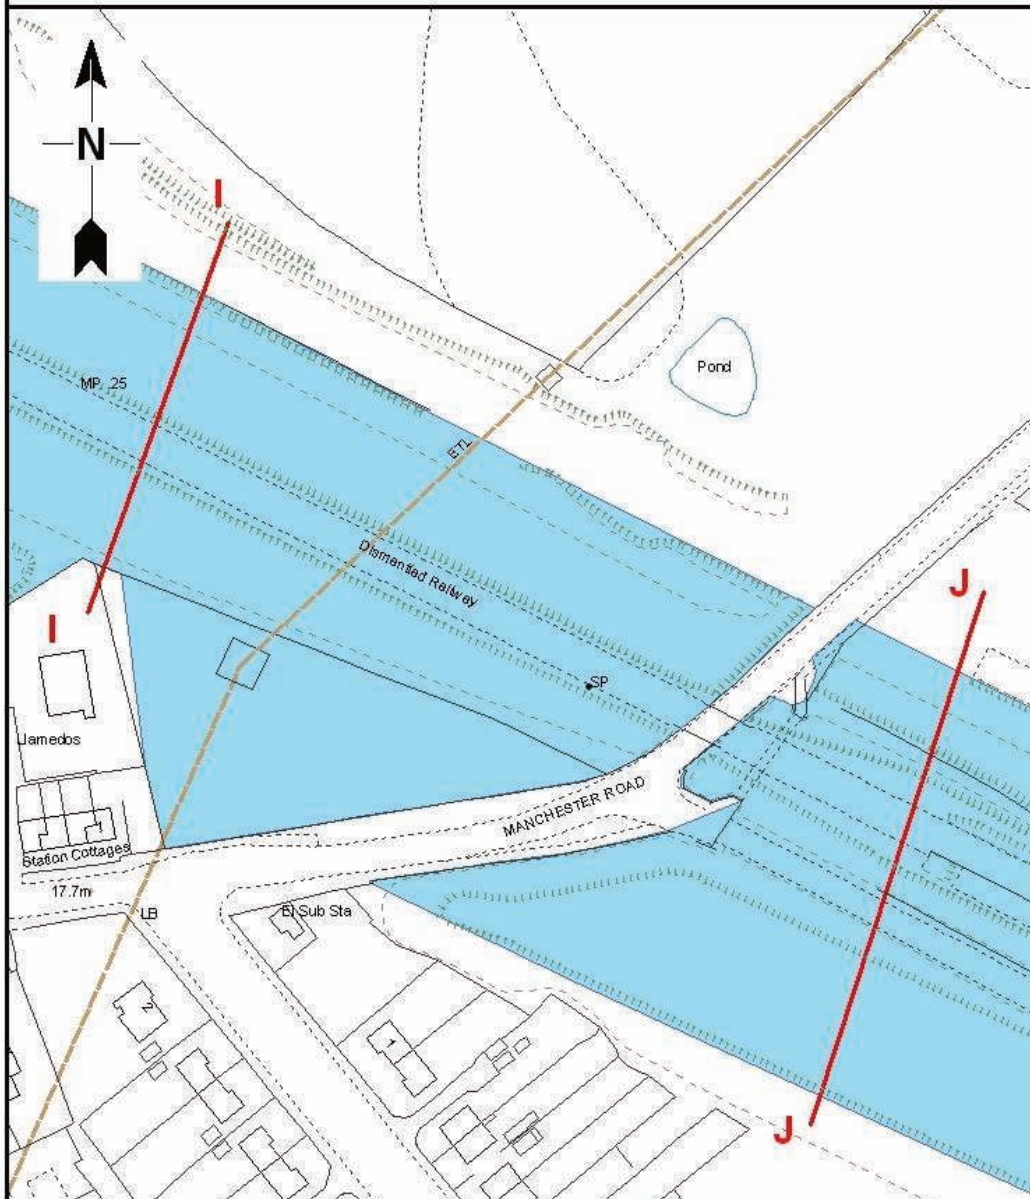 N
I
MP .25
ETL
Pond
Dismantled Railway
J
I
SP
Llamedos
MANCHESTER ROAD
Station Cottages
1
17.7m
LB
El Sub Sta
2
1
J